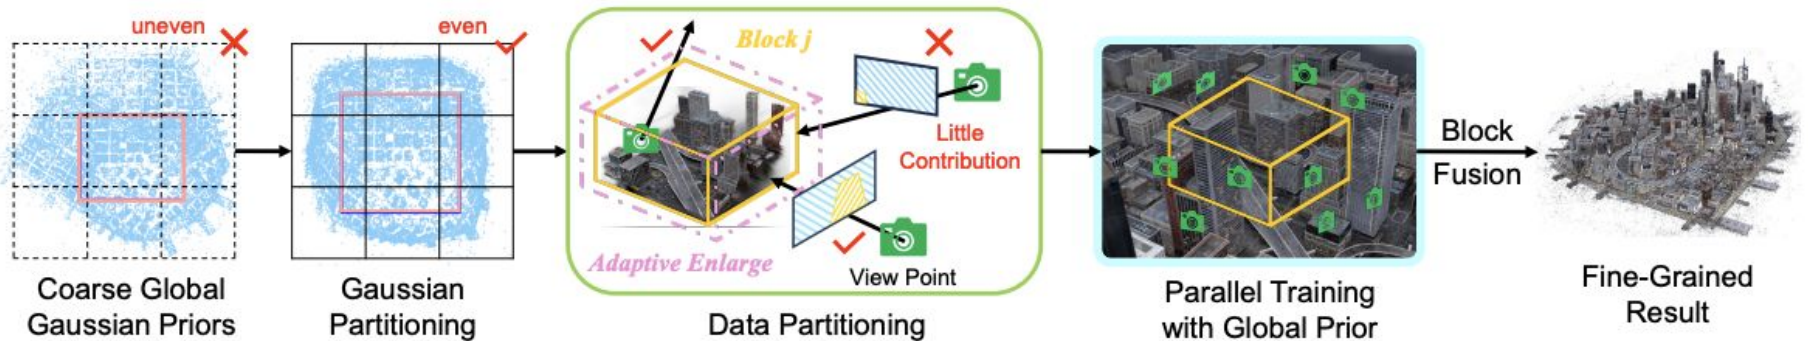 uneven
even
Block j
Little
Contribution
Adaptive Enlarge
View Point
Block
Fusion
Coarse Global
Gaussian Priors
Gaussian
Partitioning
Data Partitioning
Parallel Training
with Global Prior
Fine-Grained
Result